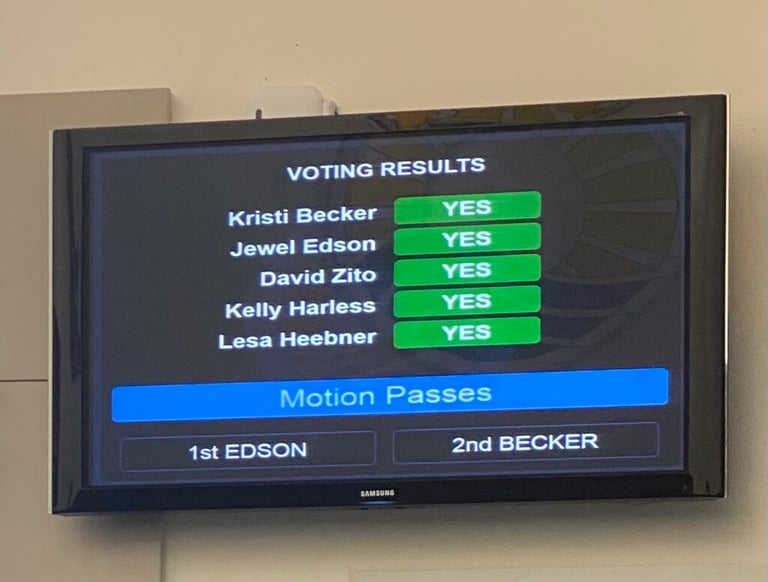 VOTING RESULTS
Kristi Becker YES
Jewel Edson YES
David Zito YES
Kelly Harless YES
Lesa Heebner YES
Motion Passes
1st EDSON 2nd BECKER
SAMSUNG